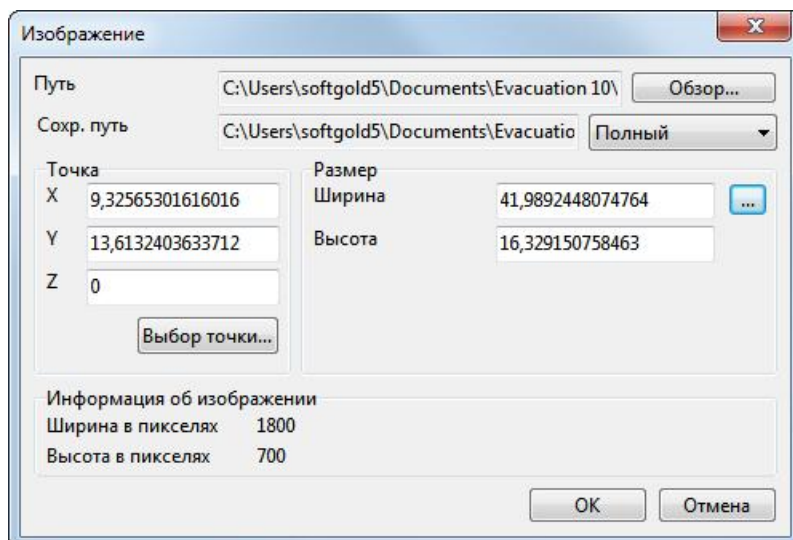 Изображение
Путь C:\Users\softgold5\Documents\Evacuation 10\ Обзор...
Сохр. путь C:\Users\softgold5\Documents\Evacuatio Полный
Точка Размер
X 9,32565301616016 Ширина 41,9892448074764 ...
Y 13,6132403633712 Высота 16,329150758463
Z 0
Выбор точки...
Информация об изображении
Ширина в пикселях 1800
Высота в пикселях 700
OK Отмена